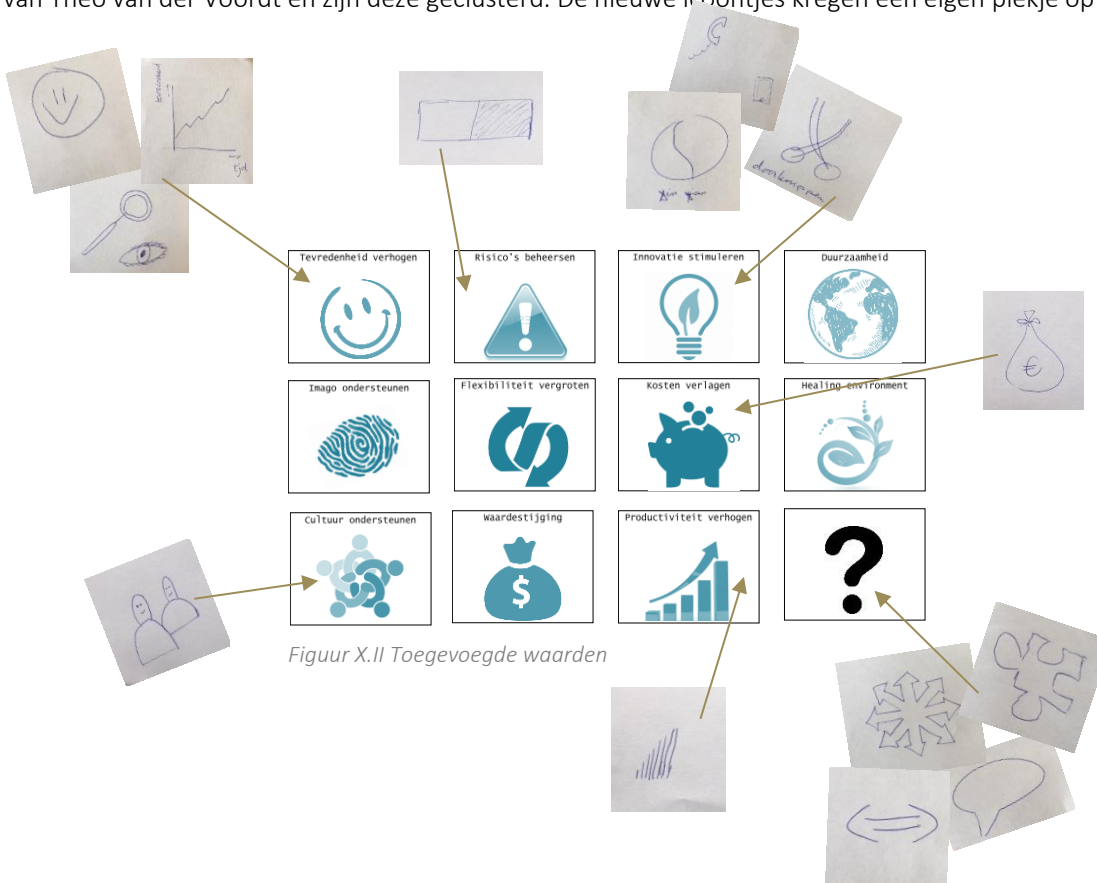 van Theo van der Voordt en zijn deze geclusterd. De nieuwe icoontjes kregen een eigen plekje op
tevredenheid
tijd
doorknippen
Tevredenheid verhogen
Risico's beheersen
Innovatie stimuleren
Duurzaamheid
€
Imago ondersteunen
Flexibiliteit vergroten
Kosten verlagen
Healing environment
Cultuur ondersteunen
Waardestijging
Productiviteit verhogen
$
?
Figuur X.II Toegevoegde waarden